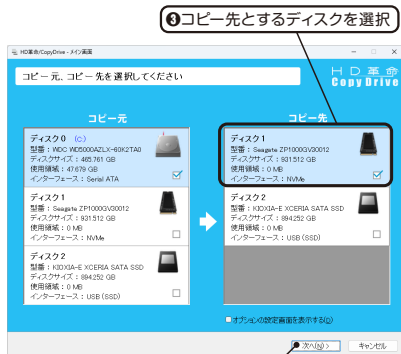 ❸コピー先とするディスクを選択
HD革命/CopyDrive - メイン画面
コピー元、コピー先を選択してください
HD革命
CopyDrive
コピー元
ディスク 0 (C:)
型番：WDC WD5000AZLX-60K2TA0
ディスクサイズ：465.761 GB
使用領域：47.679 GB
インターフェース：Serial ATA
ディスク 1
型番：Seagate ZP1000GV30012
ディスクサイズ：931.512 GB
使用領域：0 MB
インターフェース：NVMe
ディスク 2
型番：KIOXIA-E XCERIA SATA SSD
ディスクサイズ：894.252 GB
使用領域：0 MB
インターフェース：USB (SSD)
コピー先
ディスク 1
型番：Seagate ZP1000GV30012
ディスクサイズ：931.512 GB
使用領域：0 MB
インターフェース：NVMe
ディスク 2
型番：KIOXIA-E XCERIA SATA SSD
ディスクサイズ：894.252 GB
使用領域：0 MB
インターフェース：USB (SSD)
オプションの設定画面を表示する(O)
次へ(N) >
キャンセル